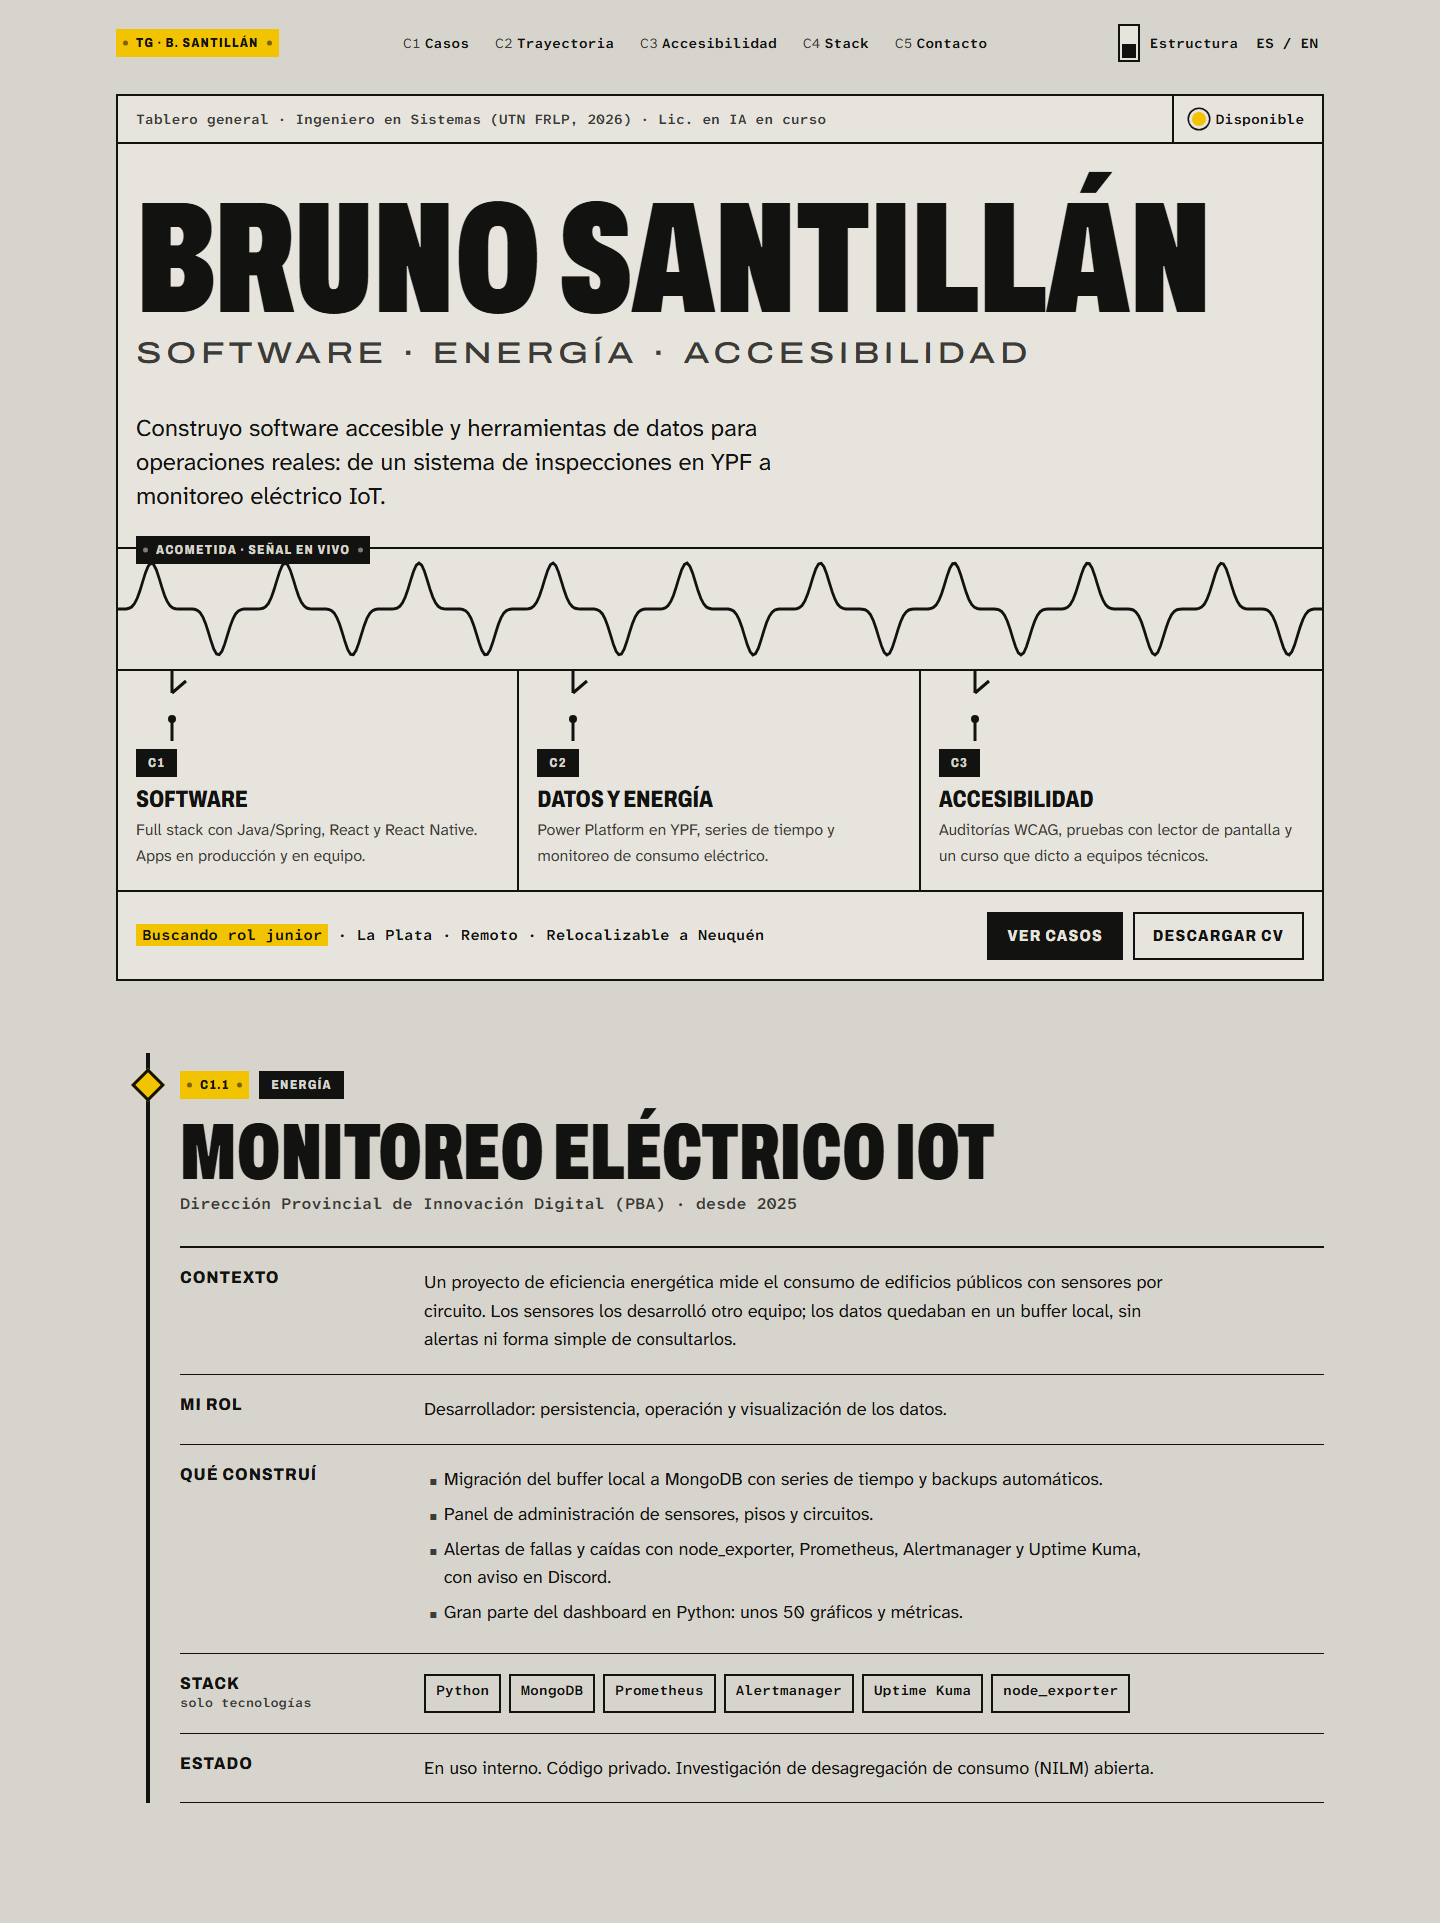 TG · B. SANTILLÁN
C1 Casos C2 Trayectoria C3 Accesibilidad C4 Stack C5 Contacto
Estructura ES / EN
Tablero general · Ingeniero en Sistemas (UTN FRLP, 2026) · Lic. en IA en curso
Disponible
BRUNO SANTILLÁN
SOFTWARE · ENERGÍA · ACCESIBILIDAD
Construyo software accesible y herramientas de datos para
operaciones reales: de un sistema de inspecciones en YPF a
monitoreo eléctrico IoT.
ACOMETIDA · SEÑAL EN VIVO
C1
SOFTWARE
Full stack con Java/Spring, React y React Native.
Apps en producción y en equipo.
C2
DATOS Y ENERGÍA
Power Platform en YPF, series de tiempo y
monitoreo de consumo eléctrico.
C3
ACCESIBILIDAD
Auditorías WCAG, pruebas con lector de pantalla y
un curso que dicto a equipos técnicos.
Buscando rol junior · La Plata · Remoto · Relocalizable a Neuquén
VER CASOS
DESCARGAR CV
C1.1
ENERGÍA
MONITOREO ELÉCTRICO IOT
Dirección Provincial de Innovación Digital (PBA) · desde 2025
CONTEXTO
Un proyecto de eficiencia energética mide el consumo de edificios públicos con sensores por
circuito. Los sensores los desarrolló otro equipo; los datos quedaban en un buffer local, sin
alertas ni forma simple de consultarlos.
MI ROL
Desarrollador: persistencia, operación y visualización de los datos.
QUÉ CONSTRUÍ
▪ Migración del buffer local a MongoDB con series de tiempo y backups automáticos.
▪ Panel de administración de sensores, pisos y circuitos.
▪ Alertas de fallas y caídas con node_exporter, Prometheus, Alertmanager y Uptime Kuma,
con aviso en Discord.
▪ Gran parte del dashboard en Python: unos 50 gráficos y métricas.
STACK
solo tecnologías
Python MongoDB Prometheus Alertmanager Uptime Kuma node_exporter
ESTADO
En uso interno. Código privado. Investigación de desagregación de consumo (NILM) abierta.